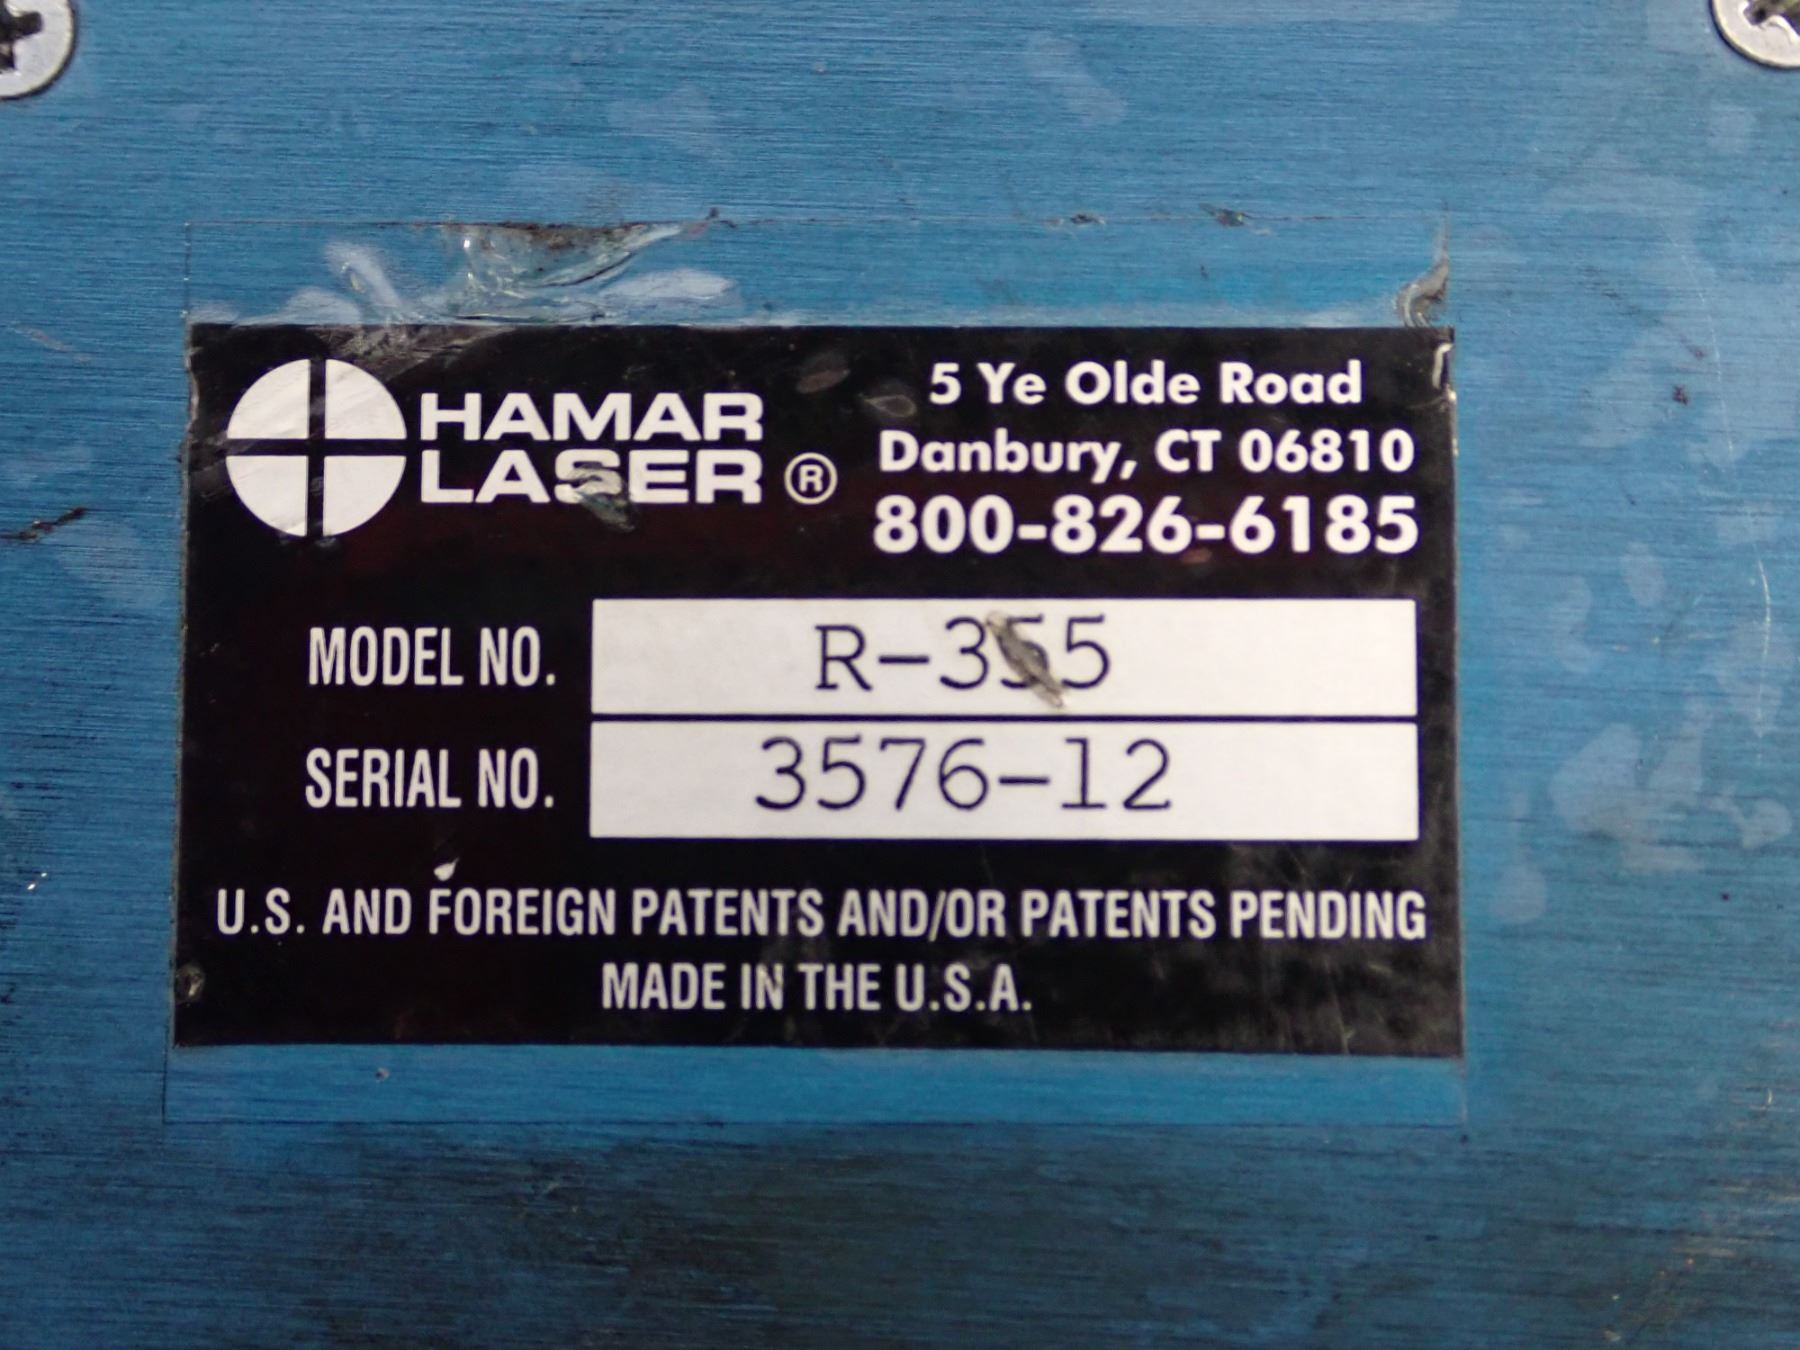 HAMAR
LASER ®
5 Ye Olde Road
Danbury, CT 06810
800-826-6185
MODEL NO. R-355
SERIAL NO. 3576-12
U.S. AND FOREIGN PATENTS AND/OR PATENTS PENDING
MADE IN THE U.S.A.